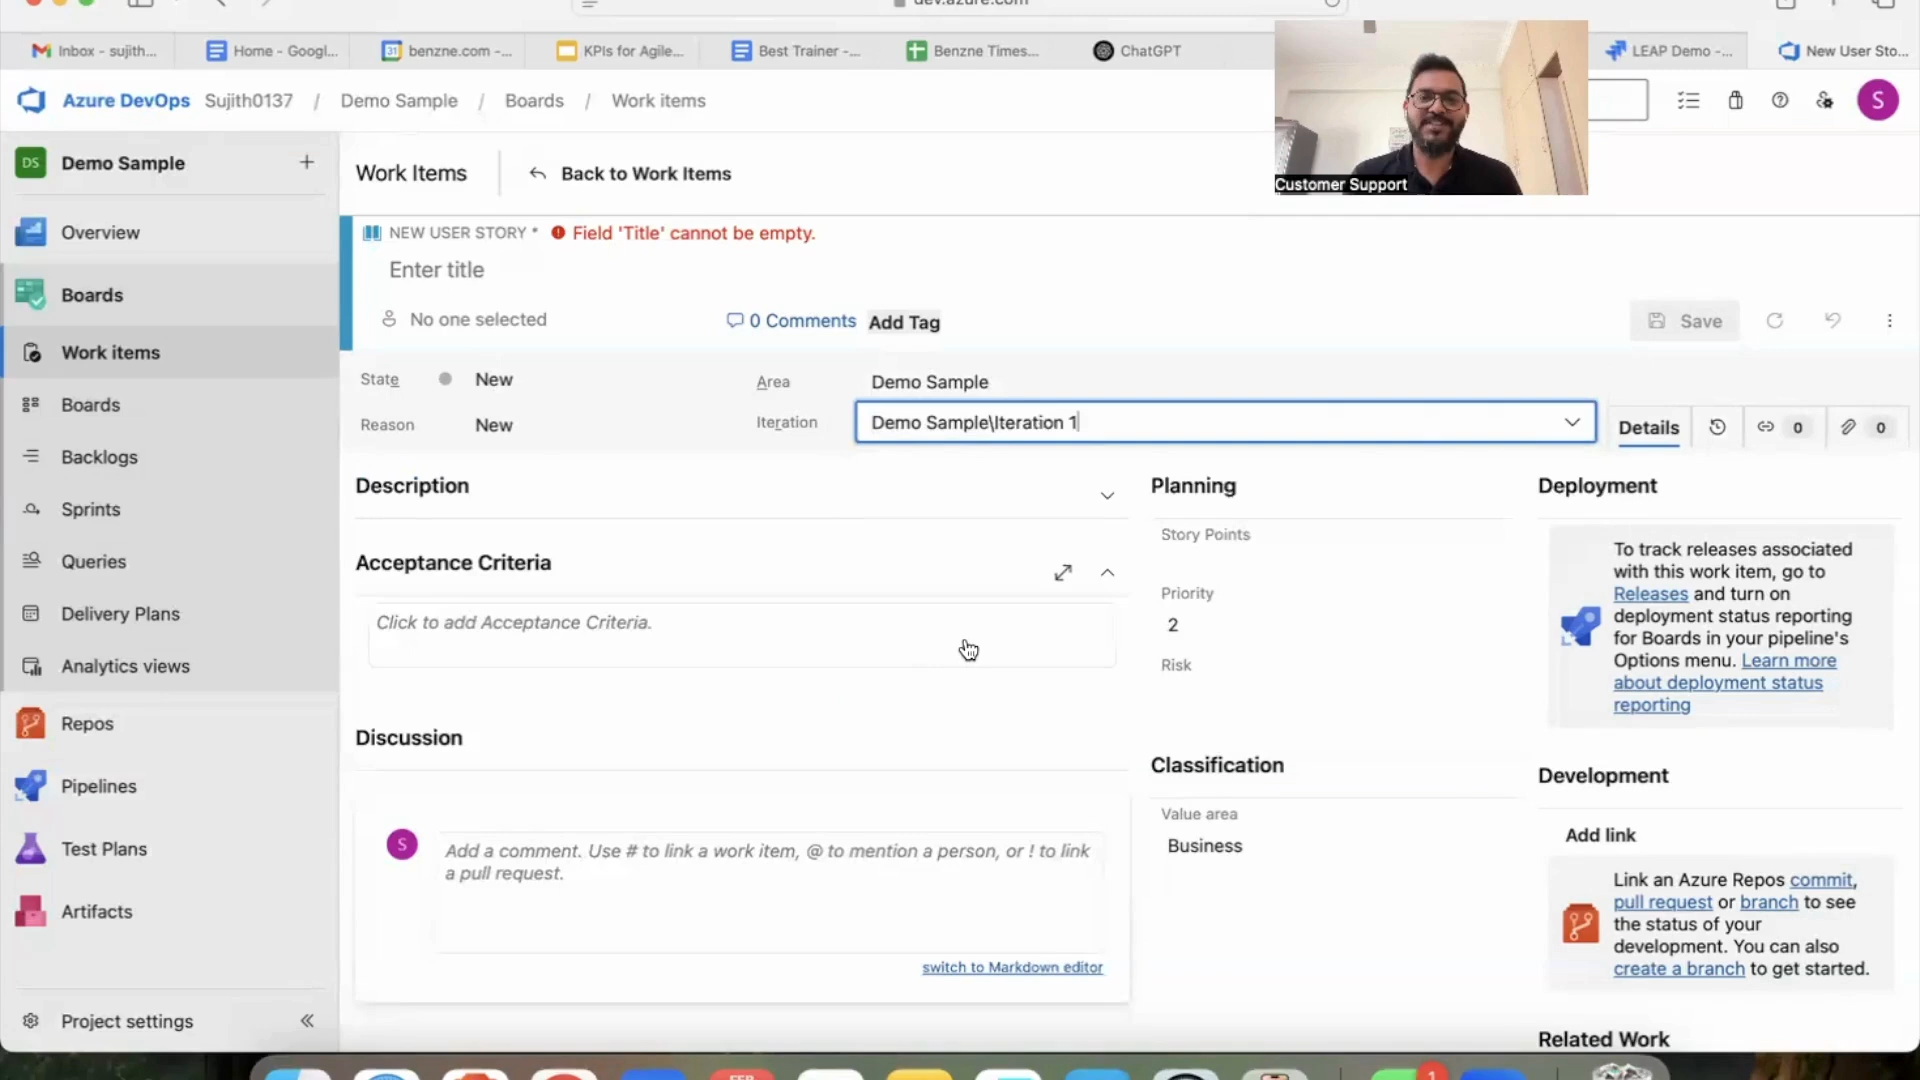 dev.azure.com
Inbox - sujith...
Home - Googl...
31 benzne.com -...
KPIs for Agile...
Best Trainer -...
Benzne Times...
ChatGPT
LEAP Demo -...
New User Sto...
Azure DevOps Sujith0137 / Demo Sample / Boards / Work items
S
Customer Support
DS Demo Sample +
Overview
Boards
Work items
Boards
Backlogs
Sprints
Queries
Delivery Plans
Analytics views
Repos
Pipelines
Test Plans
Artifacts
Project settings
Work Items
Back to Work Items
NEW USER STORY * Field 'Title' cannot be empty.
Enter title
No one selected
0 Comments
Add Tag
Save
State New
Reason New
Area Demo Sample
Iteration Demo Sample\Iteration 1
Details
0
0
Description
Acceptance Criteria
Click to add Acceptance Criteria.
Discussion
S
Add a comment. Use # to link a work item, @ to mention a person, or ! to link
a pull request.
switch to Markdown editor
Planning
Story Points
Priority
2
Risk
Classification
Value area
Business
Deployment
To track releases associated
with this work item, go to
Releases and turn on
deployment status reporting
for Boards in your pipeline's
Options menu. Learn more
about deployment status
reporting
Development
Add link
Link an Azure Repos commit,
pull request or branch to see
the status of your
development. You can also
create a branch to get started.
Related Work
FEB
1